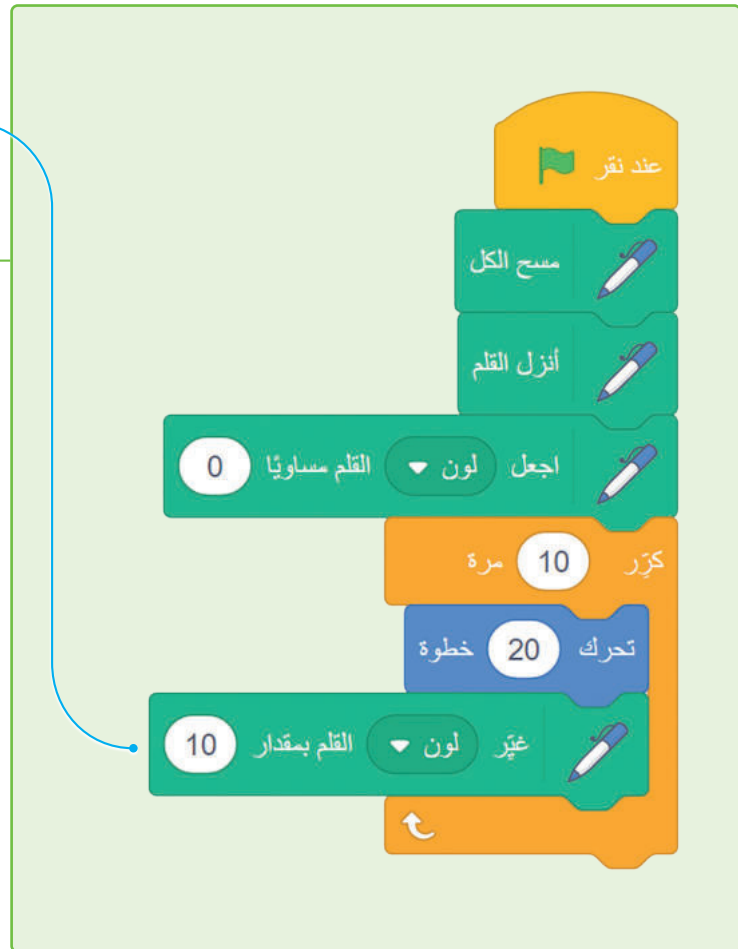 عند نقر
مسح الكل
أنزل القلم
اجعل لون القلم مساويًا 0
كرِّر 10 مرة
تحرك 20 خطوة
غيِّر لون القلم بمقدار 10